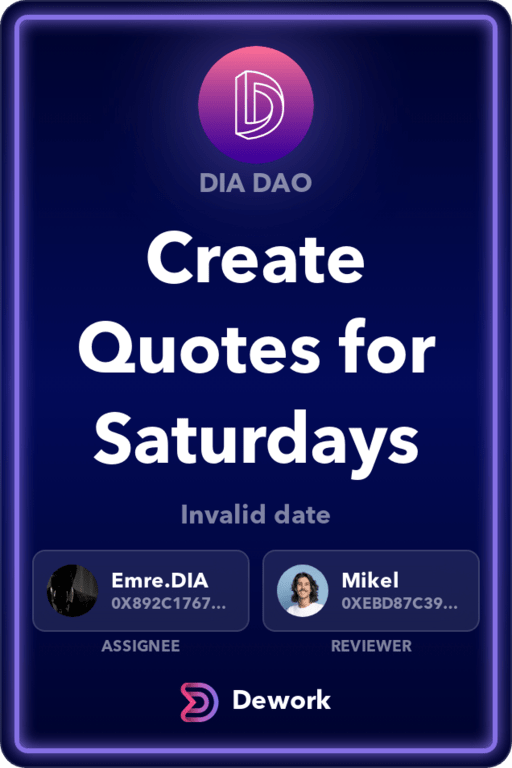 DIA DAO
Create
Quotes for
Saturdays
Invalid date
Emre.DIA
0X892C1767...
Mikel
0XEBD87C39...
ASSIGNEE
REVIEWER
Dework